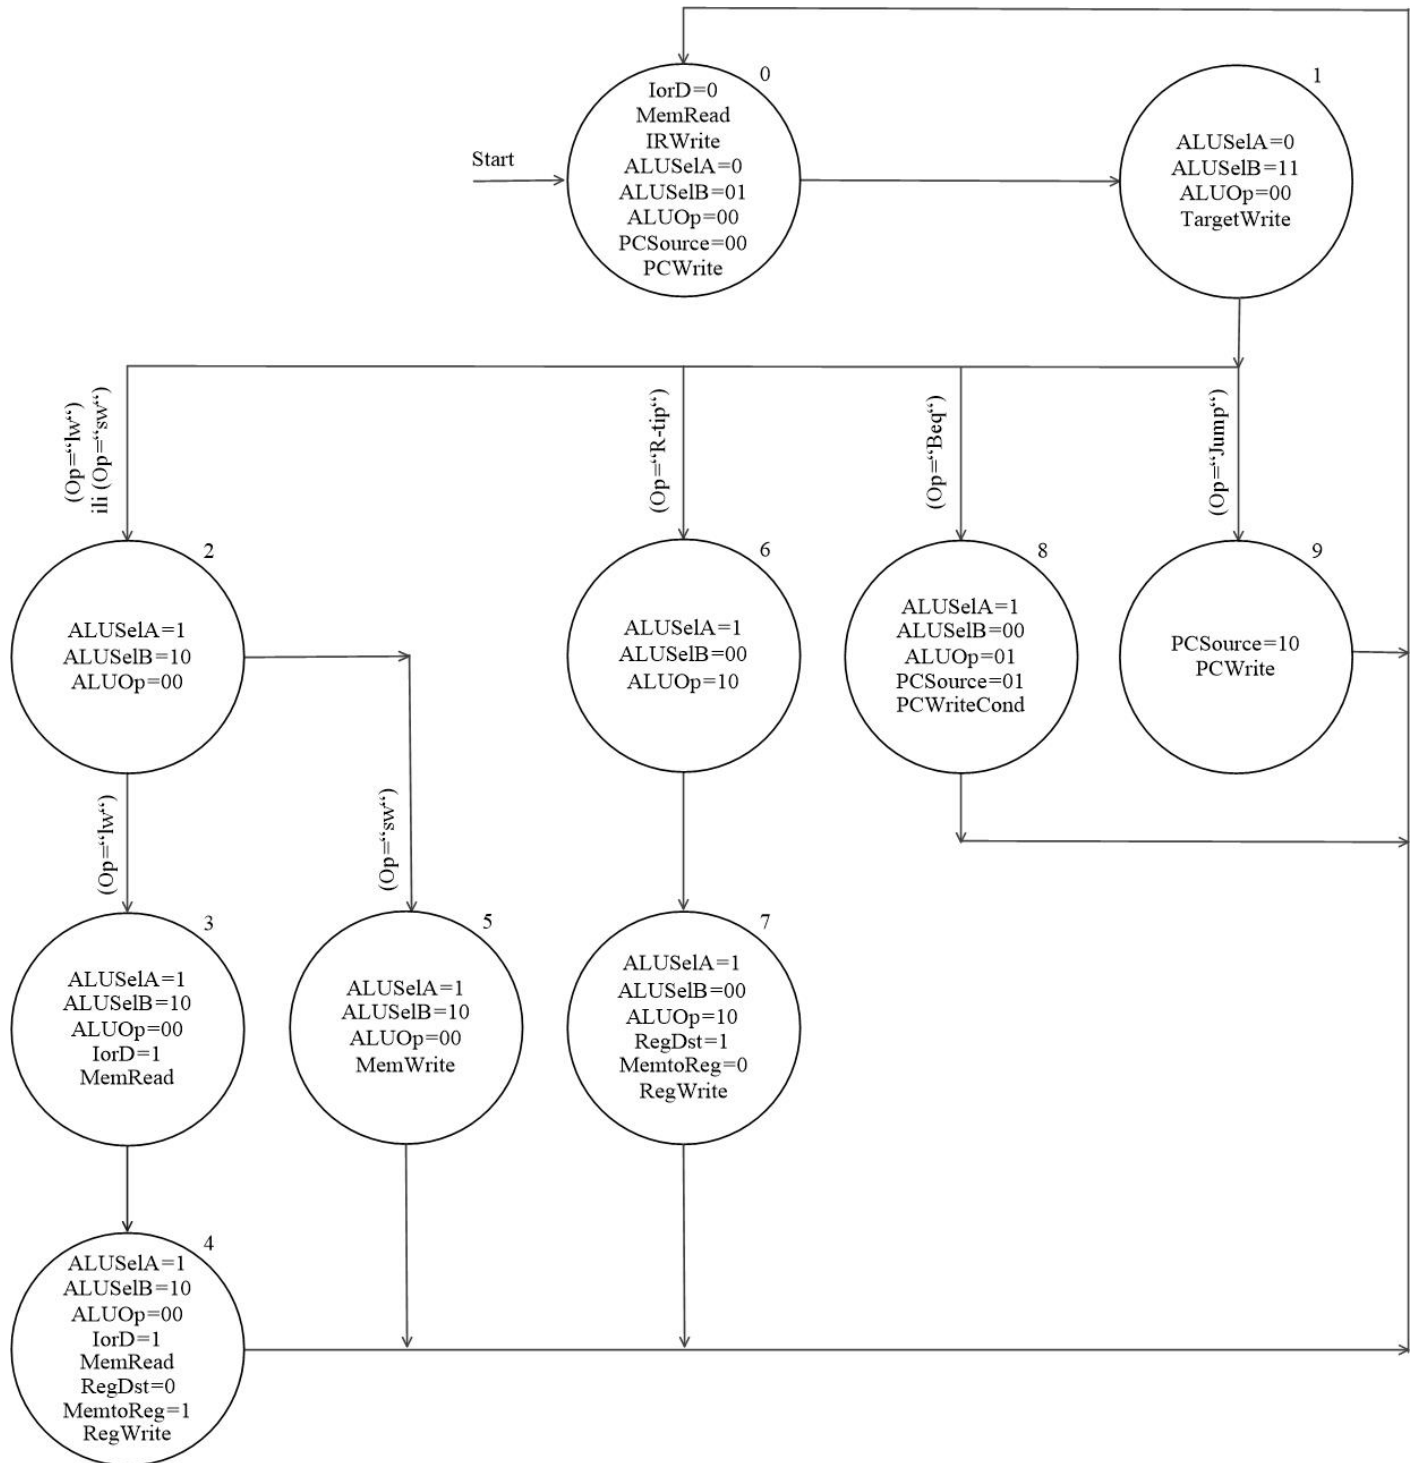 0
IorD=0
MemRead
IRWrite
ALUSelA=0
ALUSelB=01
ALUOp=00
PCSource=00
PCWrite
Start
1
ALUSelA=0
ALUSelB=11
ALUOp=00
TargetWrite
(Op=“lw“)
ili (Op=“sw“)
(Op=“R-tip“)
(Op=“Beq“)
(Op=“Jump“)
2
ALUSelA=1
ALUSelB=10
ALUOp=00
6
ALUSelA=1
ALUSelB=00
ALUOp=10
8
ALUSelA=1
ALUSelB=00
ALUOp=01
PCSource=01
PCWriteCond
9
PCSource=10
PCWrite
(Op=“lw“)
(Op=“sw“)
3
ALUSelA=1
ALUSelB=10
ALUOp=00
IorD=1
MemRead
5
ALUSelA=1
ALUSelB=10
ALUOp=00
MemWrite
7
ALUSelA=1
ALUSelB=00
ALUOp=10
RegDst=1
MemtoReg=0
RegWrite
4
ALUSelA=1
ALUSelB=10
ALUOp=00
IorD=1
MemRead
RegDst=0
MemtoReg=1
RegWrite